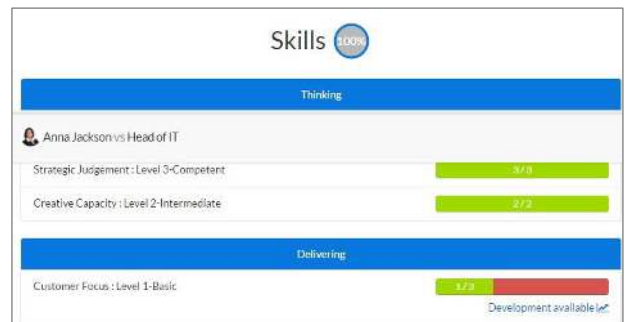 Skills 100%
Thinking
Anna Jackson vs Head of IT
Strategic Judgement : Level 3-Competent 3/3
Creative Capacity : Level 2-Intermediate 2/2
Delivering
Customer Focus : Level 1-Basic 1/3
Development available